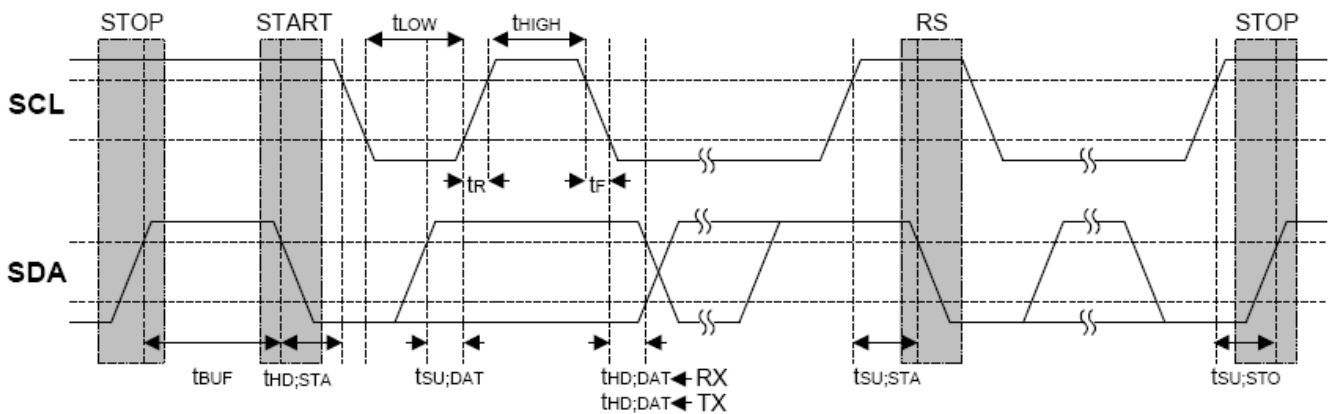 STOP START tLOW tHIGH RS STOP
SCL
tR tF
SDA
tBUF tHD;STA tSU;DAT tHD;DAT RX tSU;STA tSU;STO
tHD;DAT TX